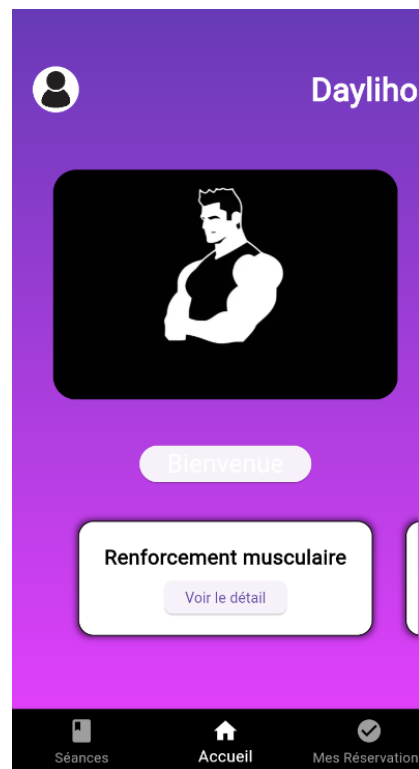 Dayliho
Bienvenue
Renforcement musculaire
Voir le détail
Séances
Accueil
Mes Réservation